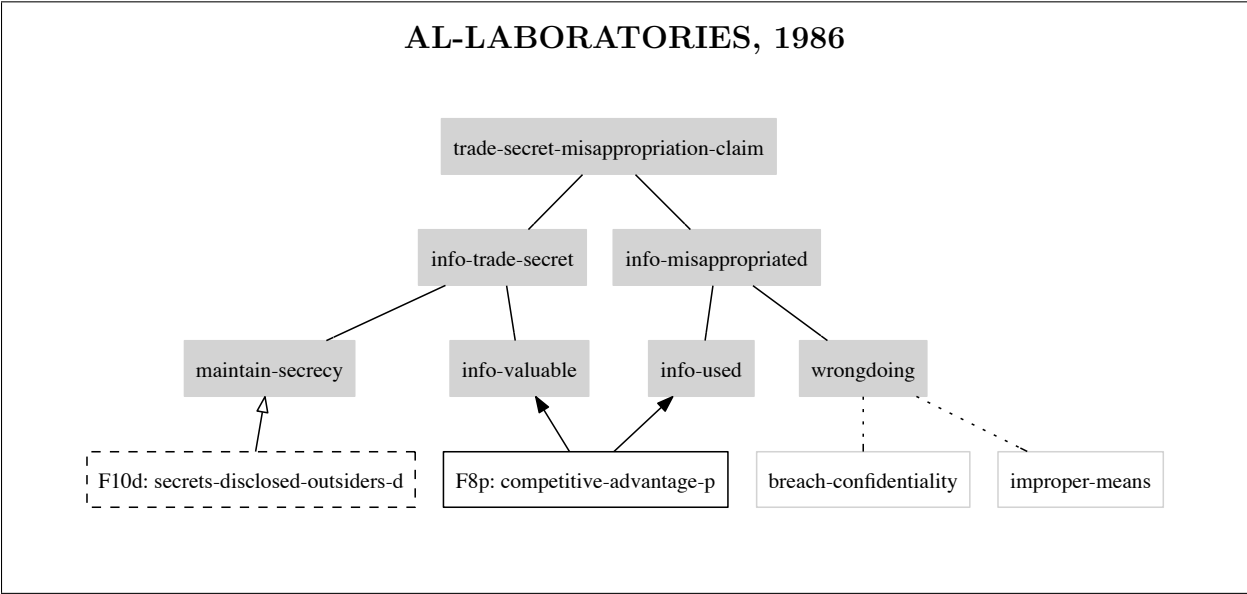 AL-LABORATORIES, 1986
trade-secret-misappropriation-claim
info-trade-secret
info-misappropriated
maintain-secrecy
info-valuable
info-used
wrongdoing
F10d: secrets-disclosed-outsiders-d
F8p: competitive-advantage-p
breach-confidentiality
improper-means